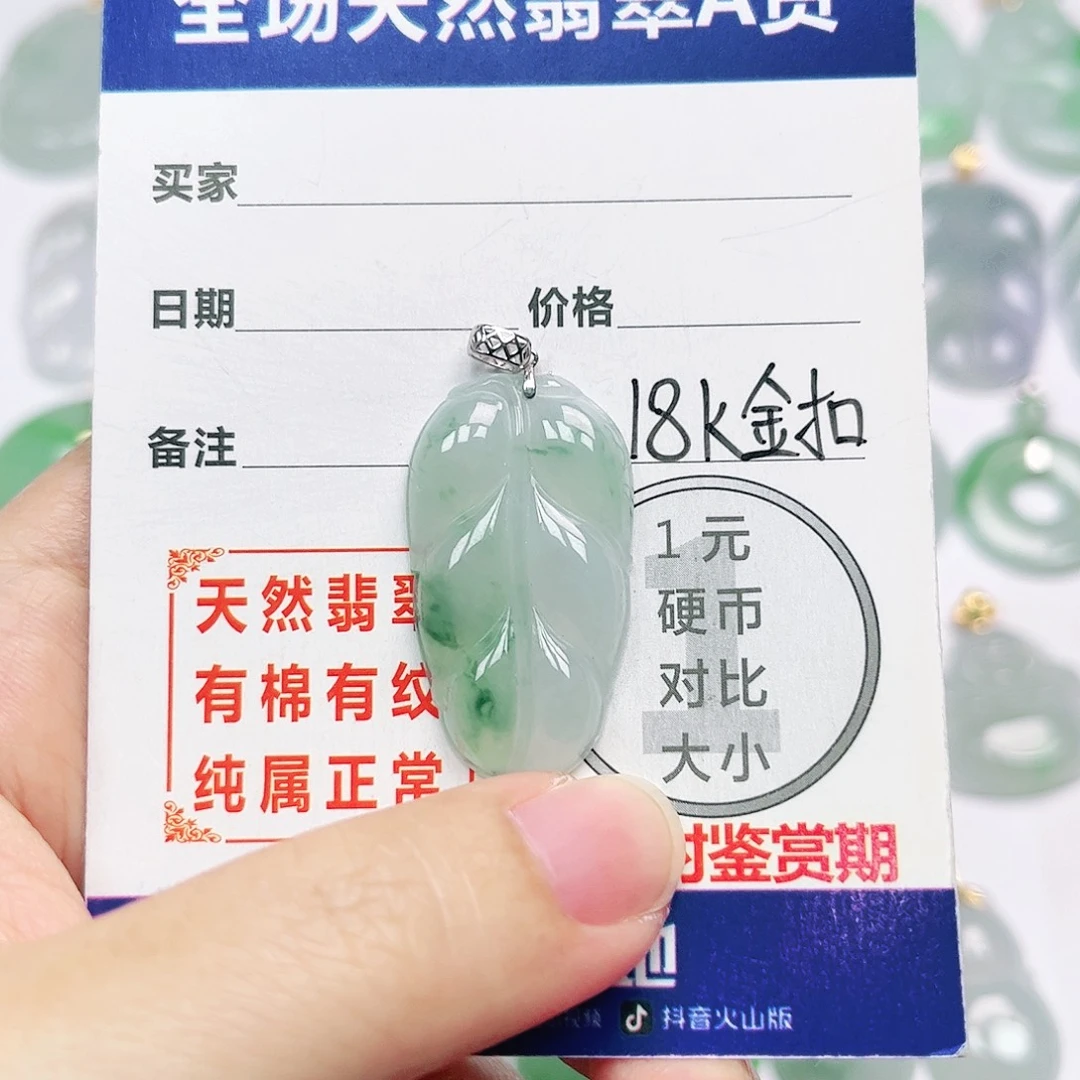 全场天然翡翠A货
买家
日期
价格
18K金扣
备注
1元
硬币
对比
大小
天然翡翠
有棉有纹
纯属正常
时鉴赏期
抖音火山版